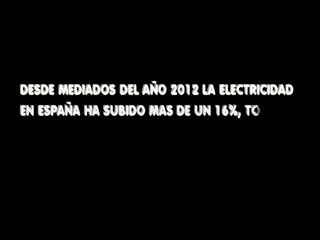 DESDE MEDIADOS DEL AÑO 2012 LA ELECTRICIDAD
EN ESPAÑA HA SUBIDO MAS DE UN 16%, TO